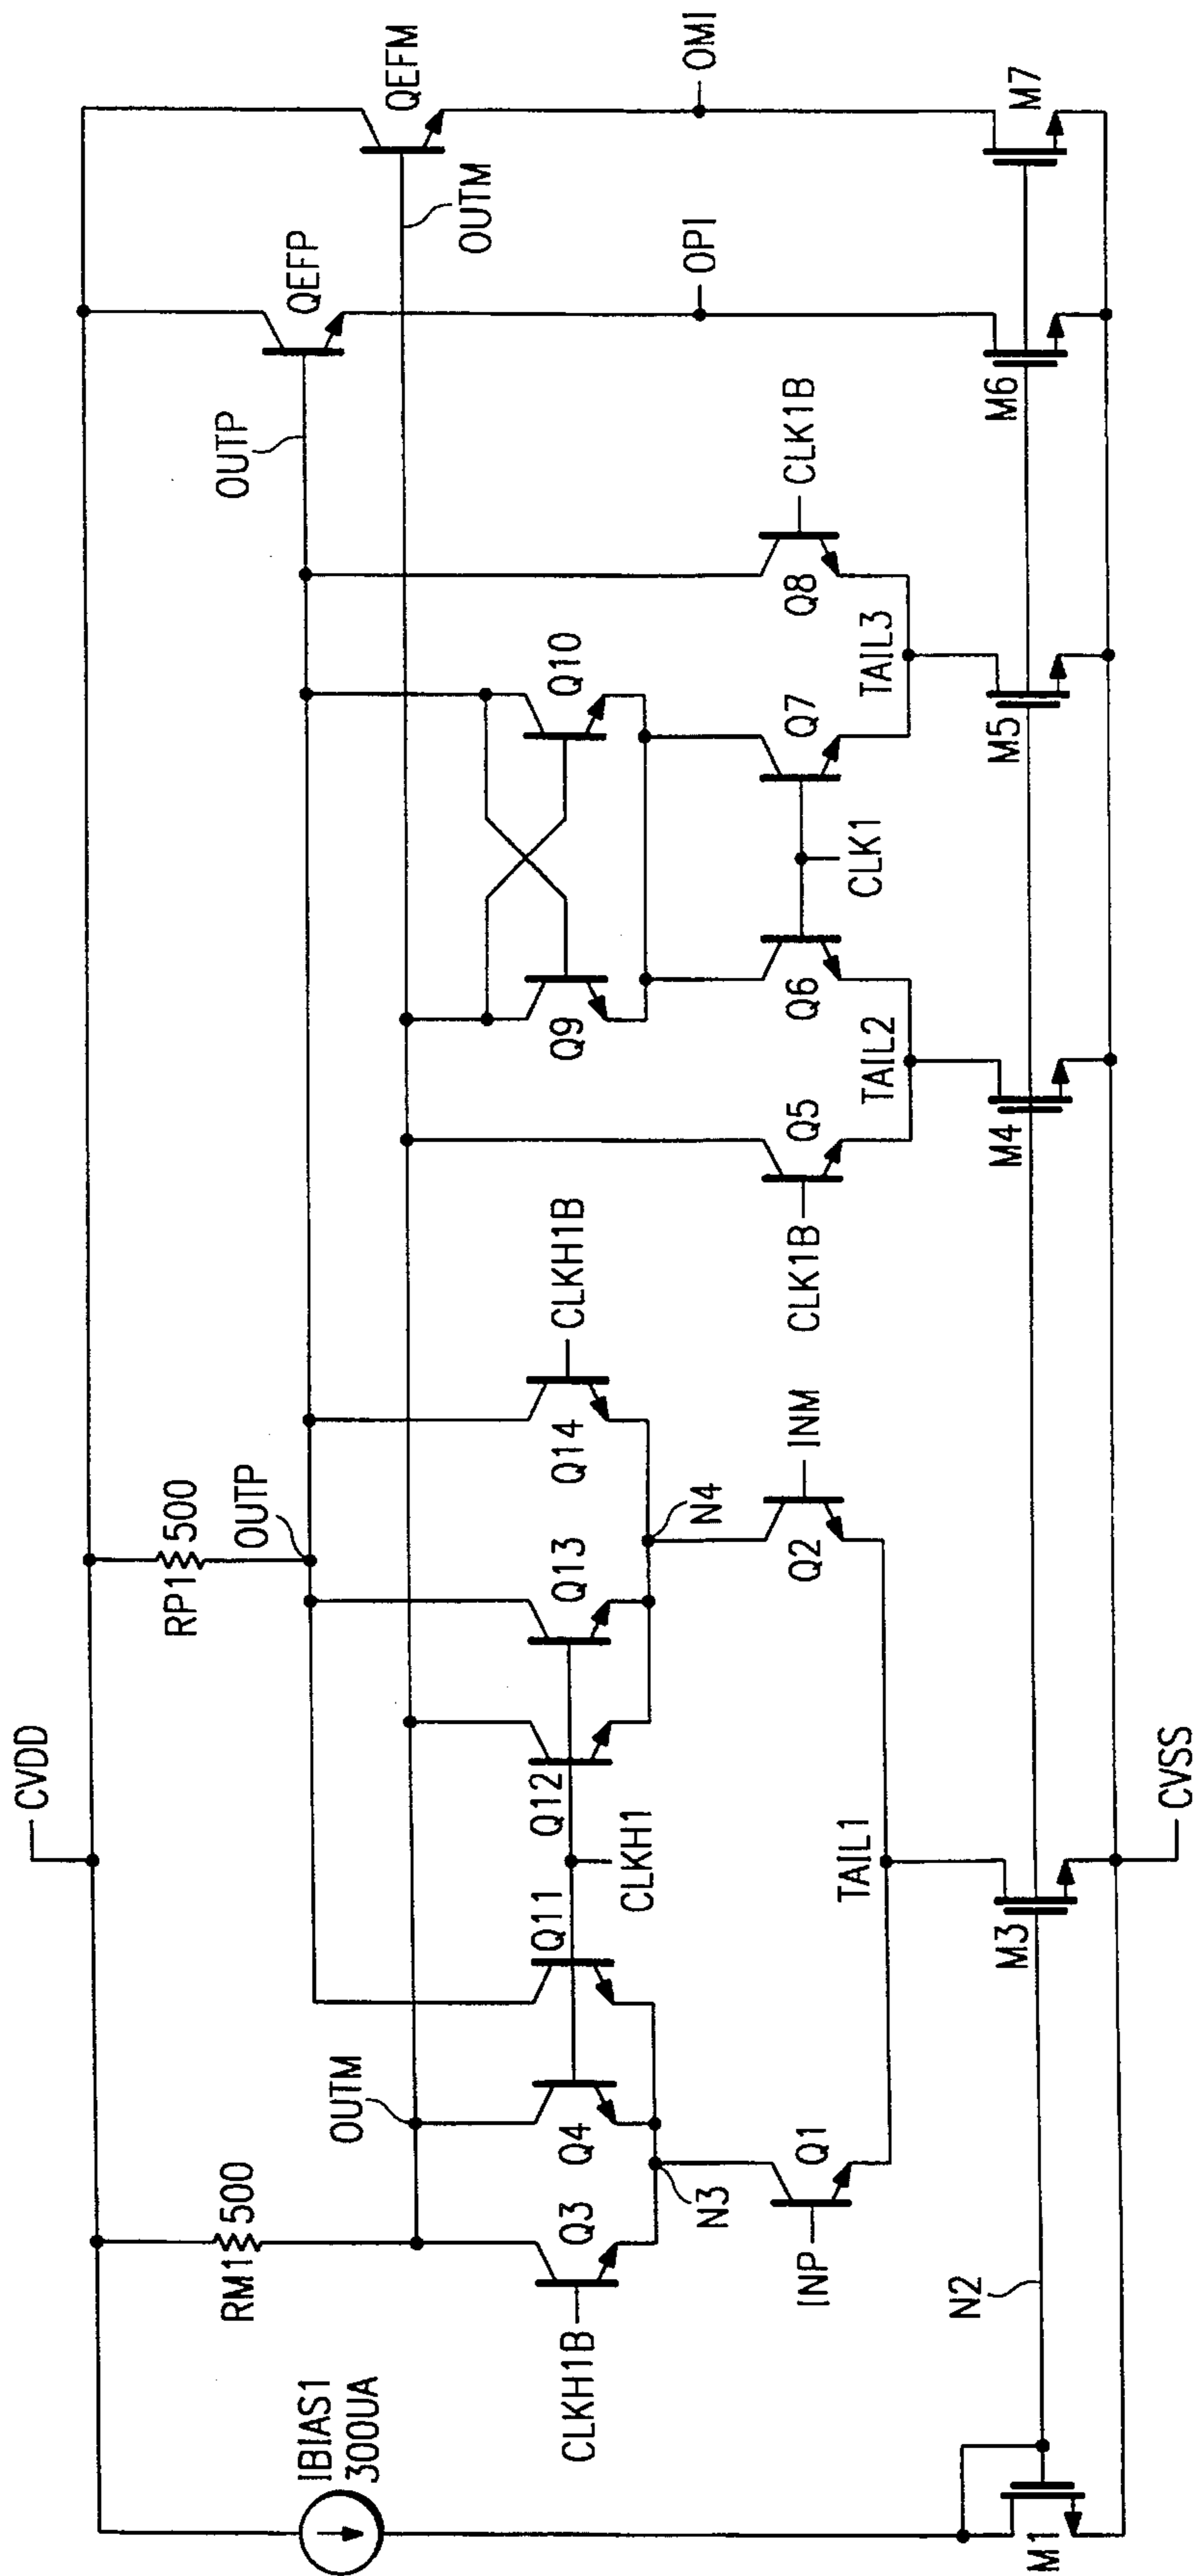 CVDD
IBIAS1
300UA
RM1 500
OUTM
RP1 500
OUTP
OUTP
QEFP
QEFM
OUTM
CLKH1B
Q3
Q4
Q11
CLKH1
Q12
Q13
Q14
CLKH1B
Q9
Q10
OPI
OMI
N3
N4
INP
Q1
Q2
INM
CLK1B
Q5
Q6
CLK1
Q7
Q8
CLK1B
TAIL1
TAIL2
TAIL3
N2
M1
M3
M4
M5
M6
M7
CVSS